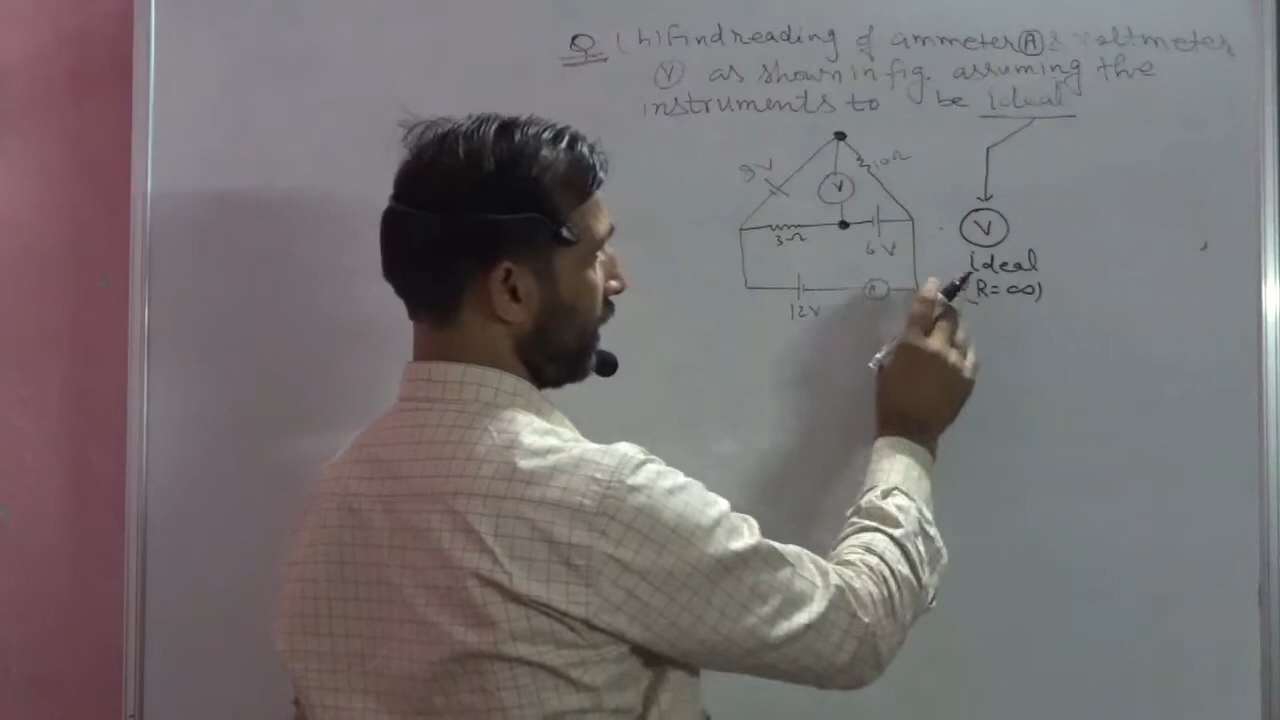 Q (h) Find reading of ammeter Ⓐ & voltmeter
Ⓥ as shown in fig. assuming the
instruments to be ideal
10Ω
V
3Ω
6V
12V
A
V
ideal
(R=∞)